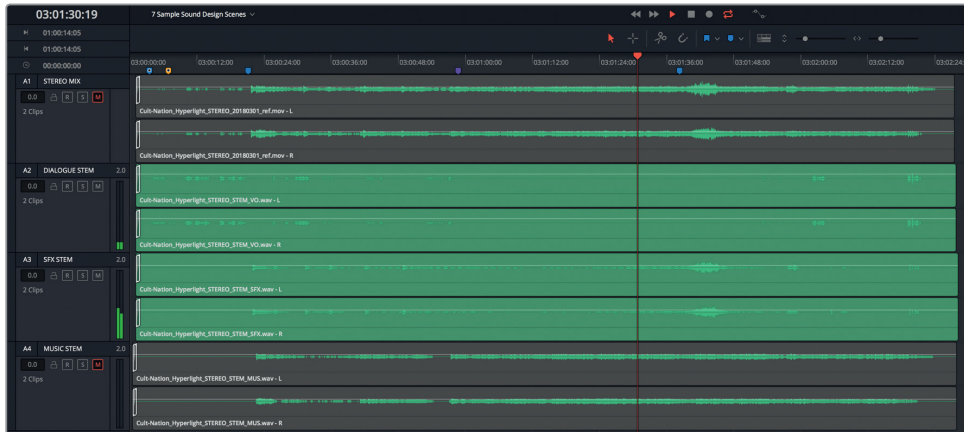 03:01:30:19
7 Sample Sound Design Scenes
01:00:14:05
01:00:14:05
00:00:00:00
03:00:00:00 03:00:12:00 03:00:24:00 03:00:36:00 03:00:48:00 03:01:00:00 03:01:12:00 03:01:24:00 03:01:36:00 03:01:48:00 03:02:00:00 03:02:12:00 03:02:24:
A1 STEREO MIX
0.0 R S M
2 Clips
Cult-Nation_Hyperlight_STEREO_20180301_ref.mov - L
Cult-Nation_Hyperlight_STEREO_20180301_ref.mov - R
A2 DIALOGUE STEM 2.0
0.0 R S M
2 Clips
Cult-Nation_Hyperlight_STEREO_STEM_VO.wav - L
Cult-Nation_Hyperlight_STEREO_STEM_VO.wav - R
A3 SFX STEM 2.0
0.0 R S M
2 Clips
Cult-Nation_Hyperlight_STEREO_STEM_SFX.wav - L
Cult-Nation_Hyperlight_STEREO_STEM_SFX.wav - R
A4 MUSIC STEM 2.0
0.0 R S M
2 Clips
Cult-Nation_Hyperlight_STEREO_STEM_MUS.wav - L
Cult-Nation_Hyperlight_STEREO_STEM_MUS.wav - R